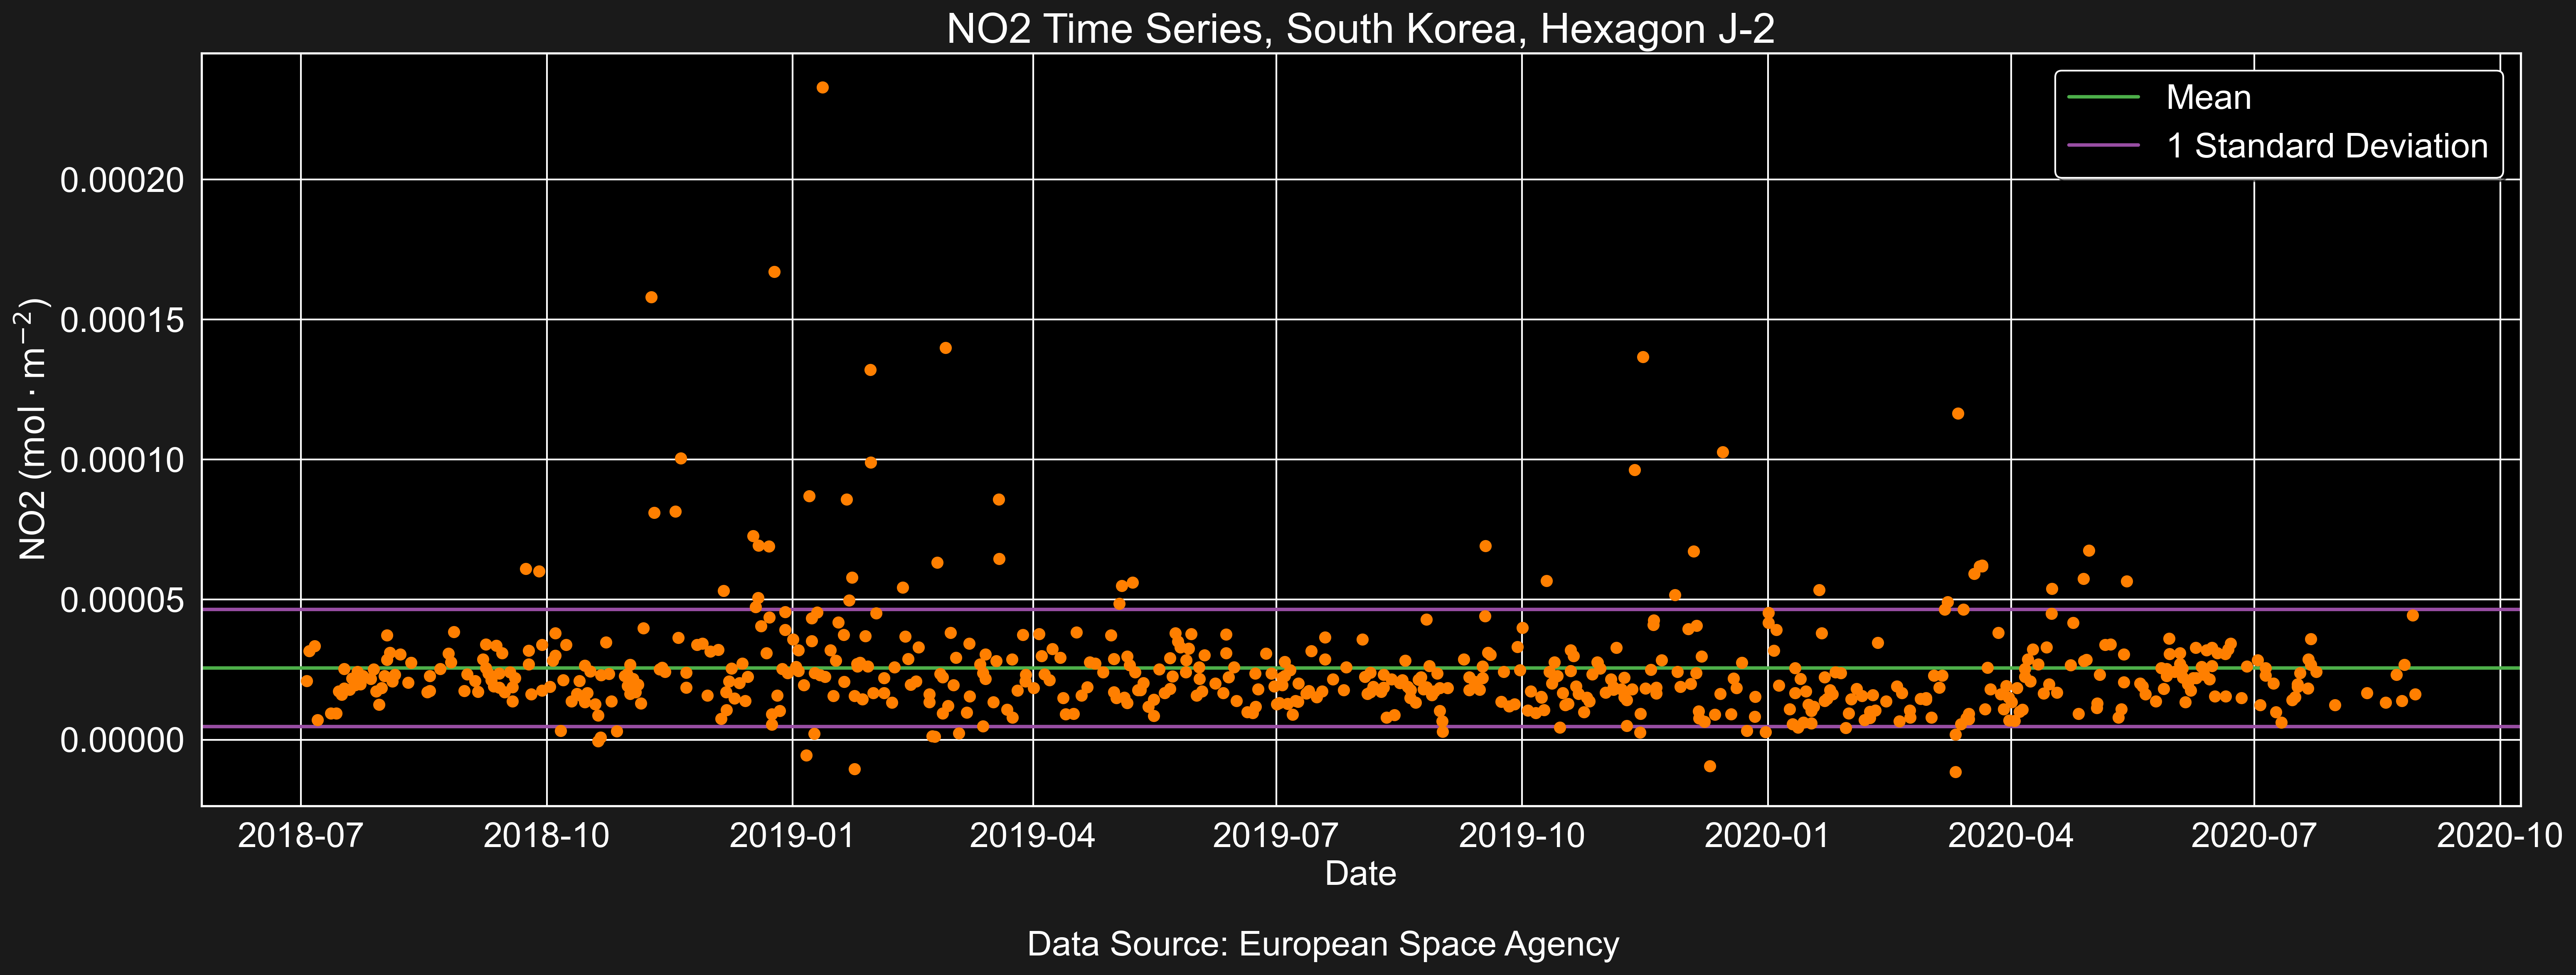 NO2 Time Series, South Korea, Hexagon J-2
Mean
1 Standard Deviation
NO2 (mol · m⁻²)
0.00020
0.00015
0.00010
0.00005
0.00000
2018-07 2018-10 2019-01 2019-04 2019-07 2019-10 2020-01 2020-04 2020-07 2020-10
Date
Data Source: European Space Agency